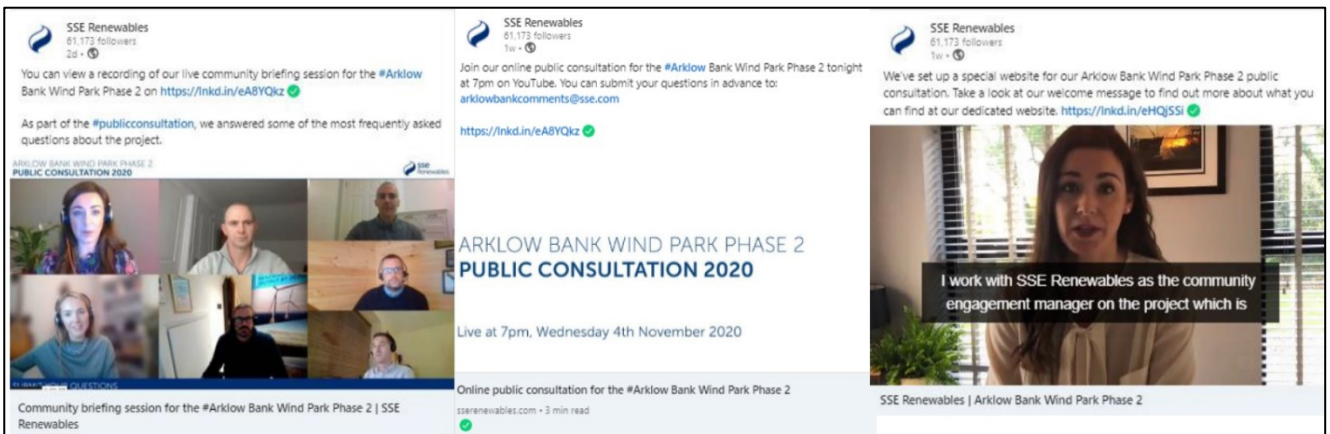 SSE Renewables
61,173 followers
2d •
You can view a recording of our live community briefing session for the #Arklow
Bank Wind Park Phase 2 on https://lnkd.in/eA8YQkz
As part of the #publicconsultation, we answered some of the most frequently asked
questions about the project.
ARKLOW BANK WIND PARK PHASE 2
PUBLIC CONSULTATION 2020
sse
Renewables
SUBMIT YOUR QUESTIONS
Community briefing session for the #Arklow Bank Wind Park Phase 2 | SSE
Renewables
SSE Renewables
61,173 followers
1w •
Join our online public consultation for the #Arklow Bank Wind Park Phase 2 tonight
at 7pm on YouTube. You can submit your questions in advance to:
arklowbankcomments@sse.com
https://lnkd.in/eA8YQkz
ARKLOW BANK WIND PARK PHASE 2
PUBLIC CONSULTATION 2020
Live at 7pm, Wednesday 4th November 2020
Online public consultation for the #Arklow Bank Wind Park Phase 2
sserenewables.com • 3 min read
SSE Renewables
61,173 followers
1w •
We've set up a special website for our Arklow Bank Wind Park Phase 2 public
consultation. Take a look at our welcome message to find out more about what you
can find at our dedicated website. https://lnkd.in/eHQjSSi
I work with SSE Renewables as the community
engagement manager on the project which is
SSE Renewables | Arklow Bank Wind Park Phase 2